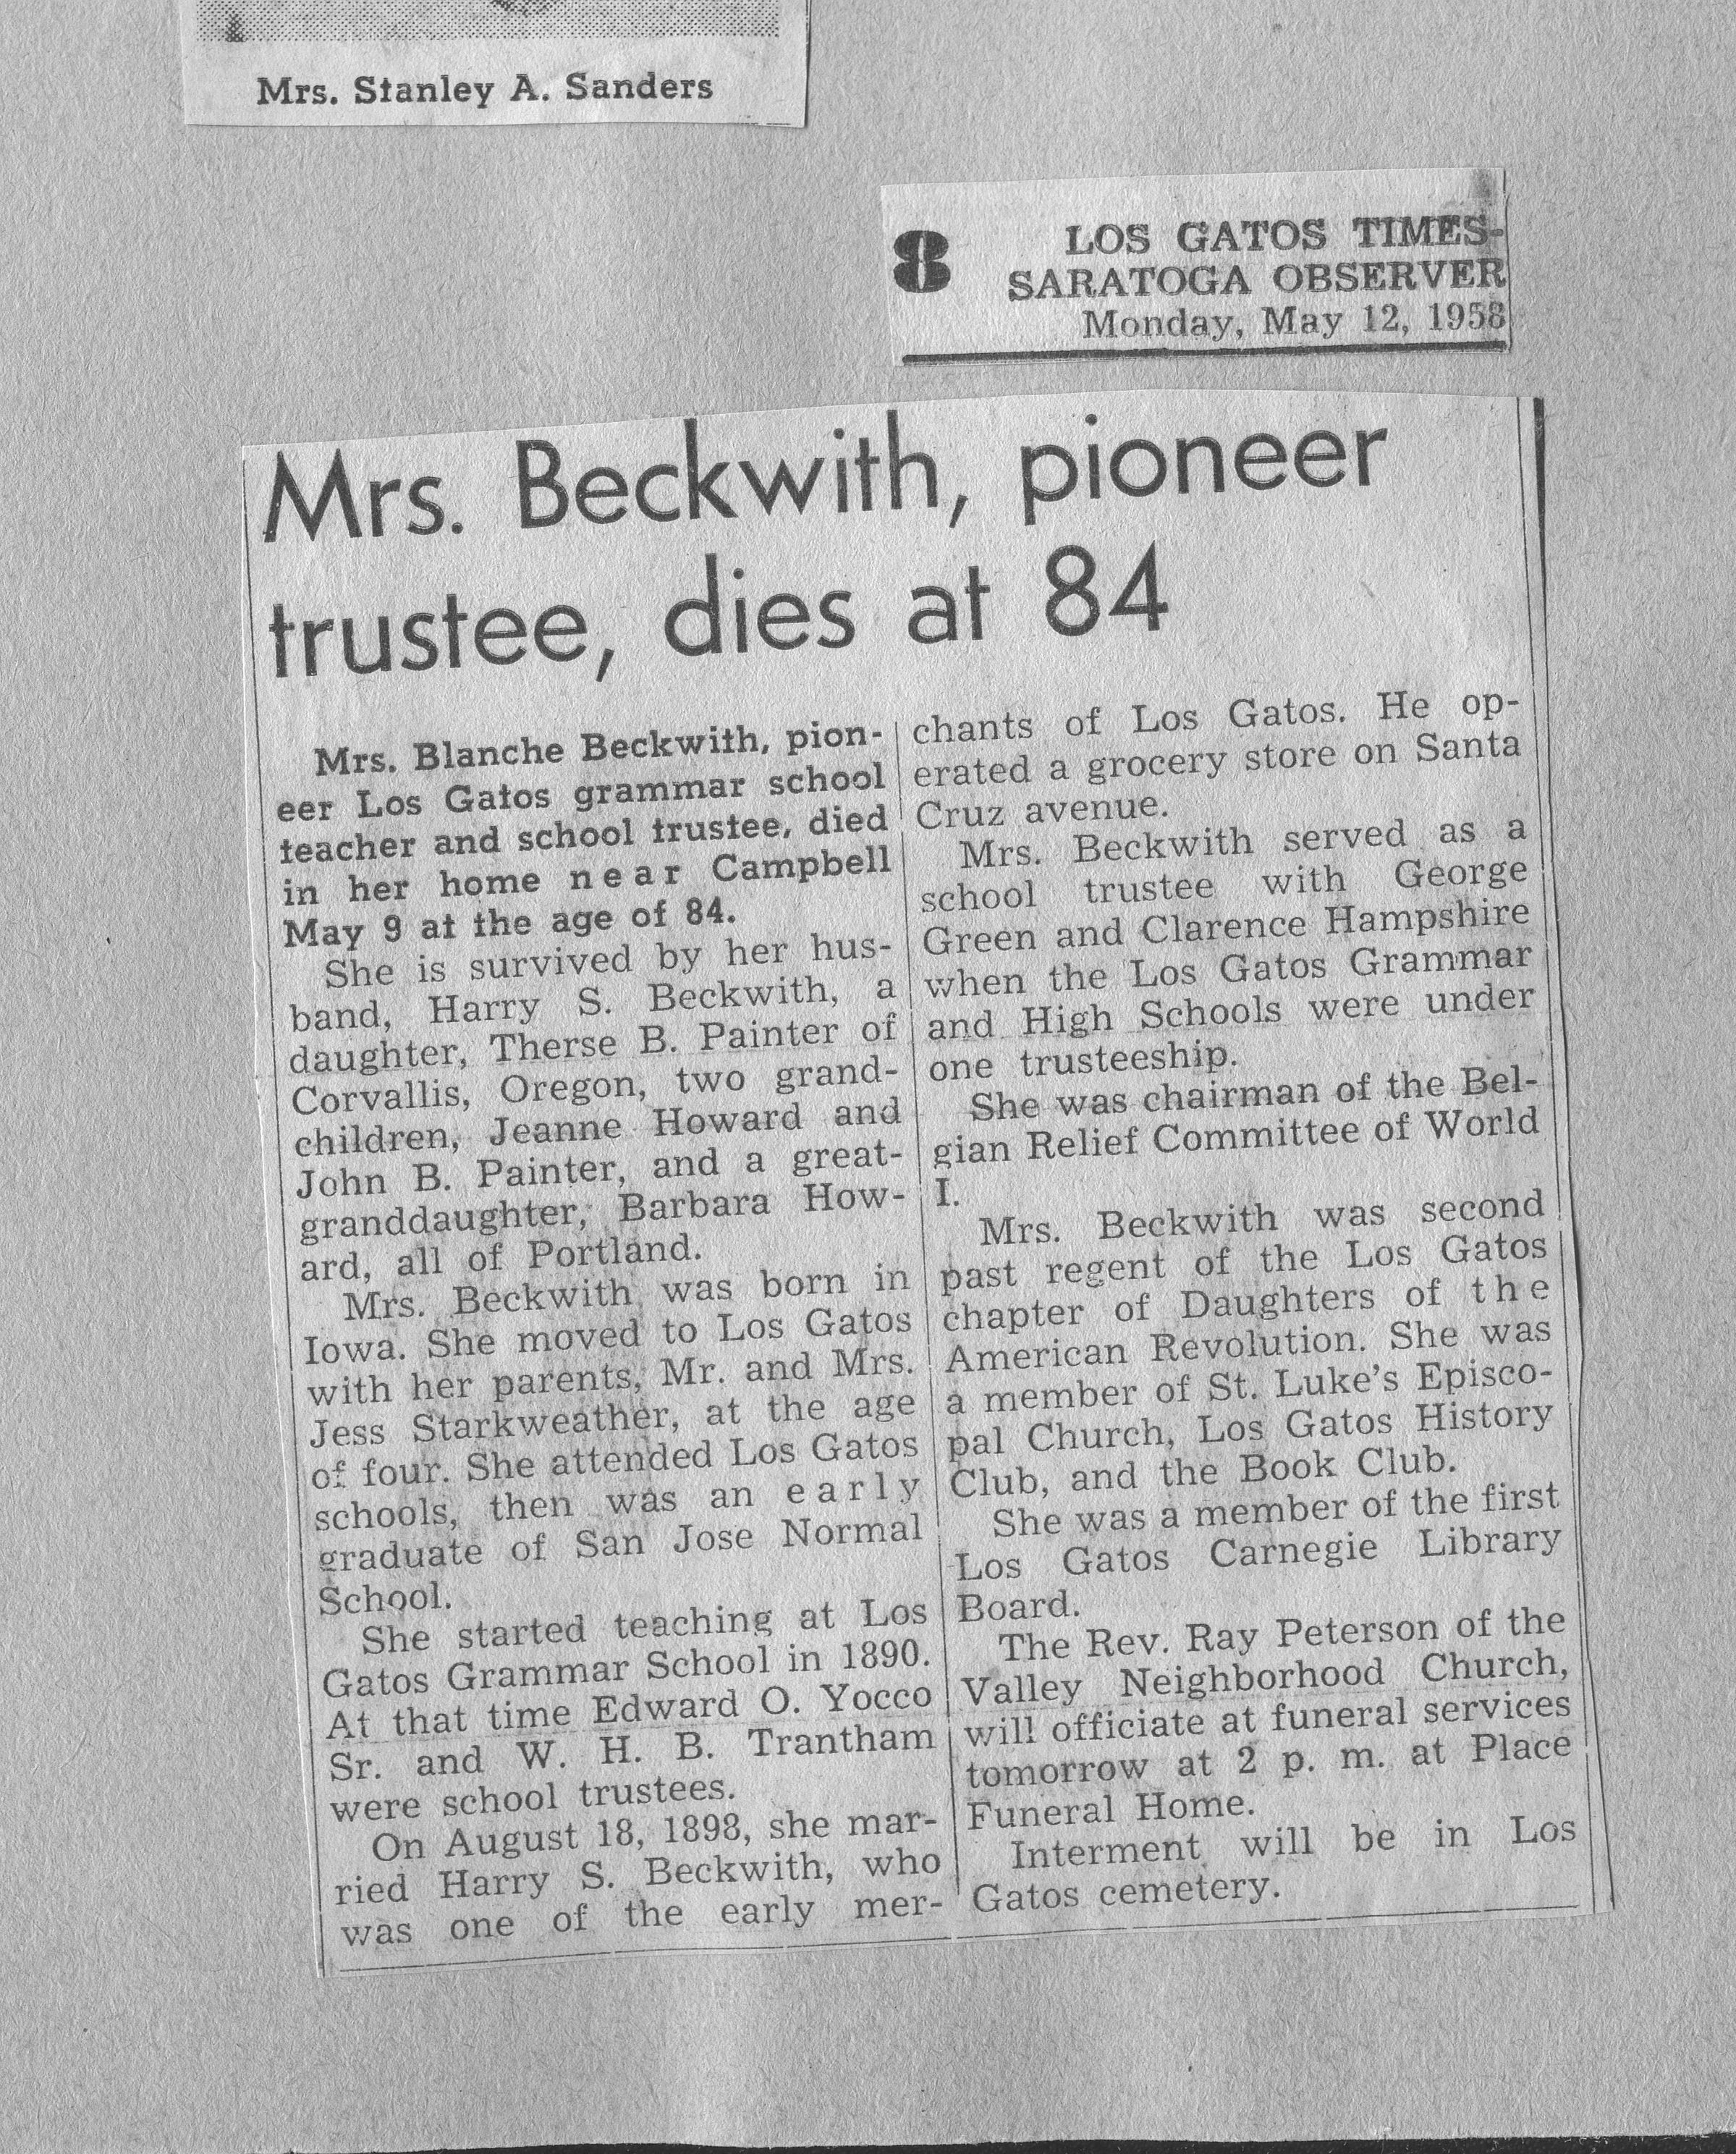 Mrs. Stanley A. Sanders
8
LOS GATOS TIMES-
SARATOGA OBSERVER
Monday, May 12, 1958
Mrs. Beckwith, pioneer
trustee, dies at 84
Mrs. Blanche Beckwith, pion-
eer Los Gatos grammar school
teacher and school trustee, died
in her home near Campbell
May 9 at the age of 84.
She is survived by her hus-
band, Harry S. Beckwith, a
daughter, Therse B. Painter of
Corvallis, Oregon, two grand-
children, Jeanne Howard and
John B. Painter, and a great-
granddaughter, Barbara How-
ard, all of Portland.
Mrs. Beckwith was born in
Iowa. She moved to Los Gatos
with her parents, Mr. and Mrs.
Jess Starkweather, at the age
of four. She attended Los Gatos
schools, then was an early
graduate of San Jose Normal
School.
She started teaching at Los
Gatos Grammar School in 1890.
At that time Edward O. Yocco
Sr. and W. H. B. Trantham
were school trustees.
On August 18, 1898, she mar-
ried Harry S. Beckwith, who
was one of the early mer-
chants of Los Gatos. He op-
erated a grocery store on Santa
Cruz avenue.
Mrs. Beckwith served as a
school trustee with George
Green and Clarence Hampshire
when the Los Gatos Grammar
and High Schools were under
one trusteeship.
She was chairman of the Bel-
gian Relief Committee of World
I.
Mrs. Beckwith was second
past regent of the Los Gatos
chapter of Daughters of the
American Revolution. She was
a member of St. Luke's Episco-
pal Church, Los Gatos History
Club, and the Book Club.
She was a member of the first
Los Gatos Carnegie Library
Board.
The Rev. Ray Peterson of the
Valley Neighborhood Church,
will officiate at funeral services
tomorrow at 2 p. m. at Place
Funeral Home.
Interment will be in Los
Gatos cemetery.